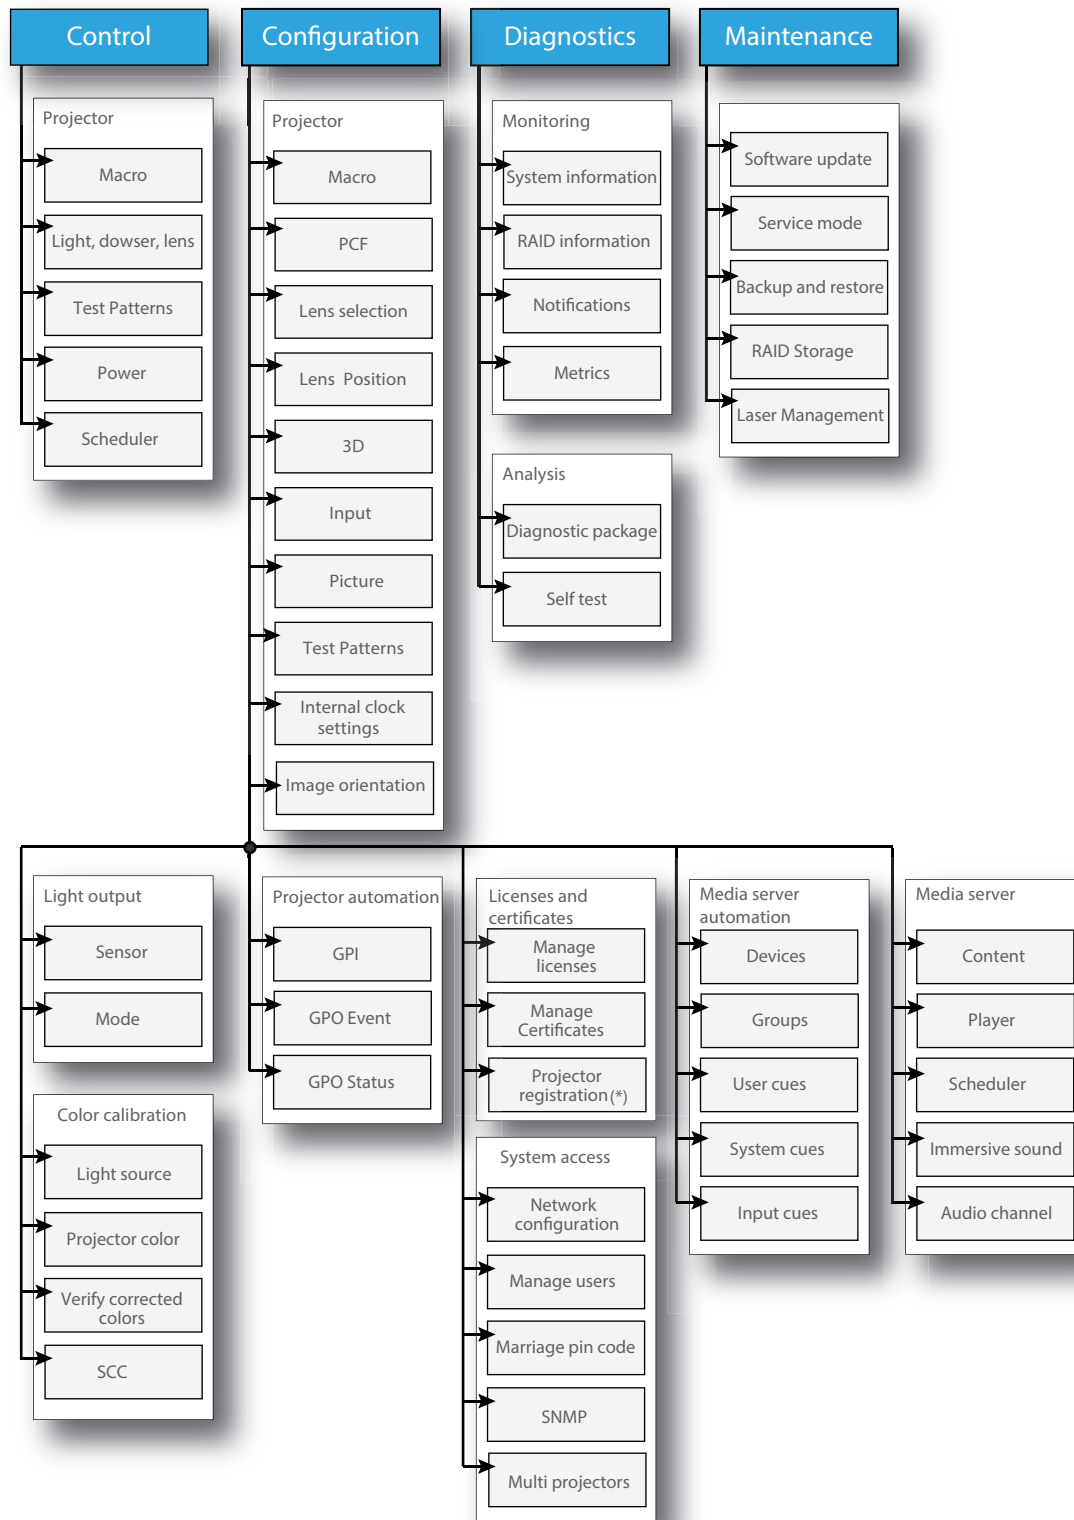 Control
Configuration
Diagnostics
Maintenance
Projector
Macro
Light, dowser, lens
Test Patterns
Power
Scheduler
Projector
Macro
PCF
Lens selection
Lens Position
3D
Input
Picture
Test Patterns
Internal clock
settings
Image orientation
Monitoring
System information
RAID information
Notifications
Metrics
Analysis
Diagnostic package
Self test
Software update
Service mode
Backup and restore
RAID Storage
Laser Management
Light output
Sensor
Mode
Color calibration
Light source
Projector color
Verify corrected
colors
SCC
Projector automation
GPI
GPO Event
GPO Status
Licenses and
certificates
Manage
licenses
Manage
Certificates
Projector
registration(*)
System access
Network
configuration
Manage users
Marriage pin code
SNMP
Multi projectors
Media server
automation
Devices
Groups
User cues
System cues
Input cues
Media server
Content
Player
Scheduler
Immersive sound
Audio channel